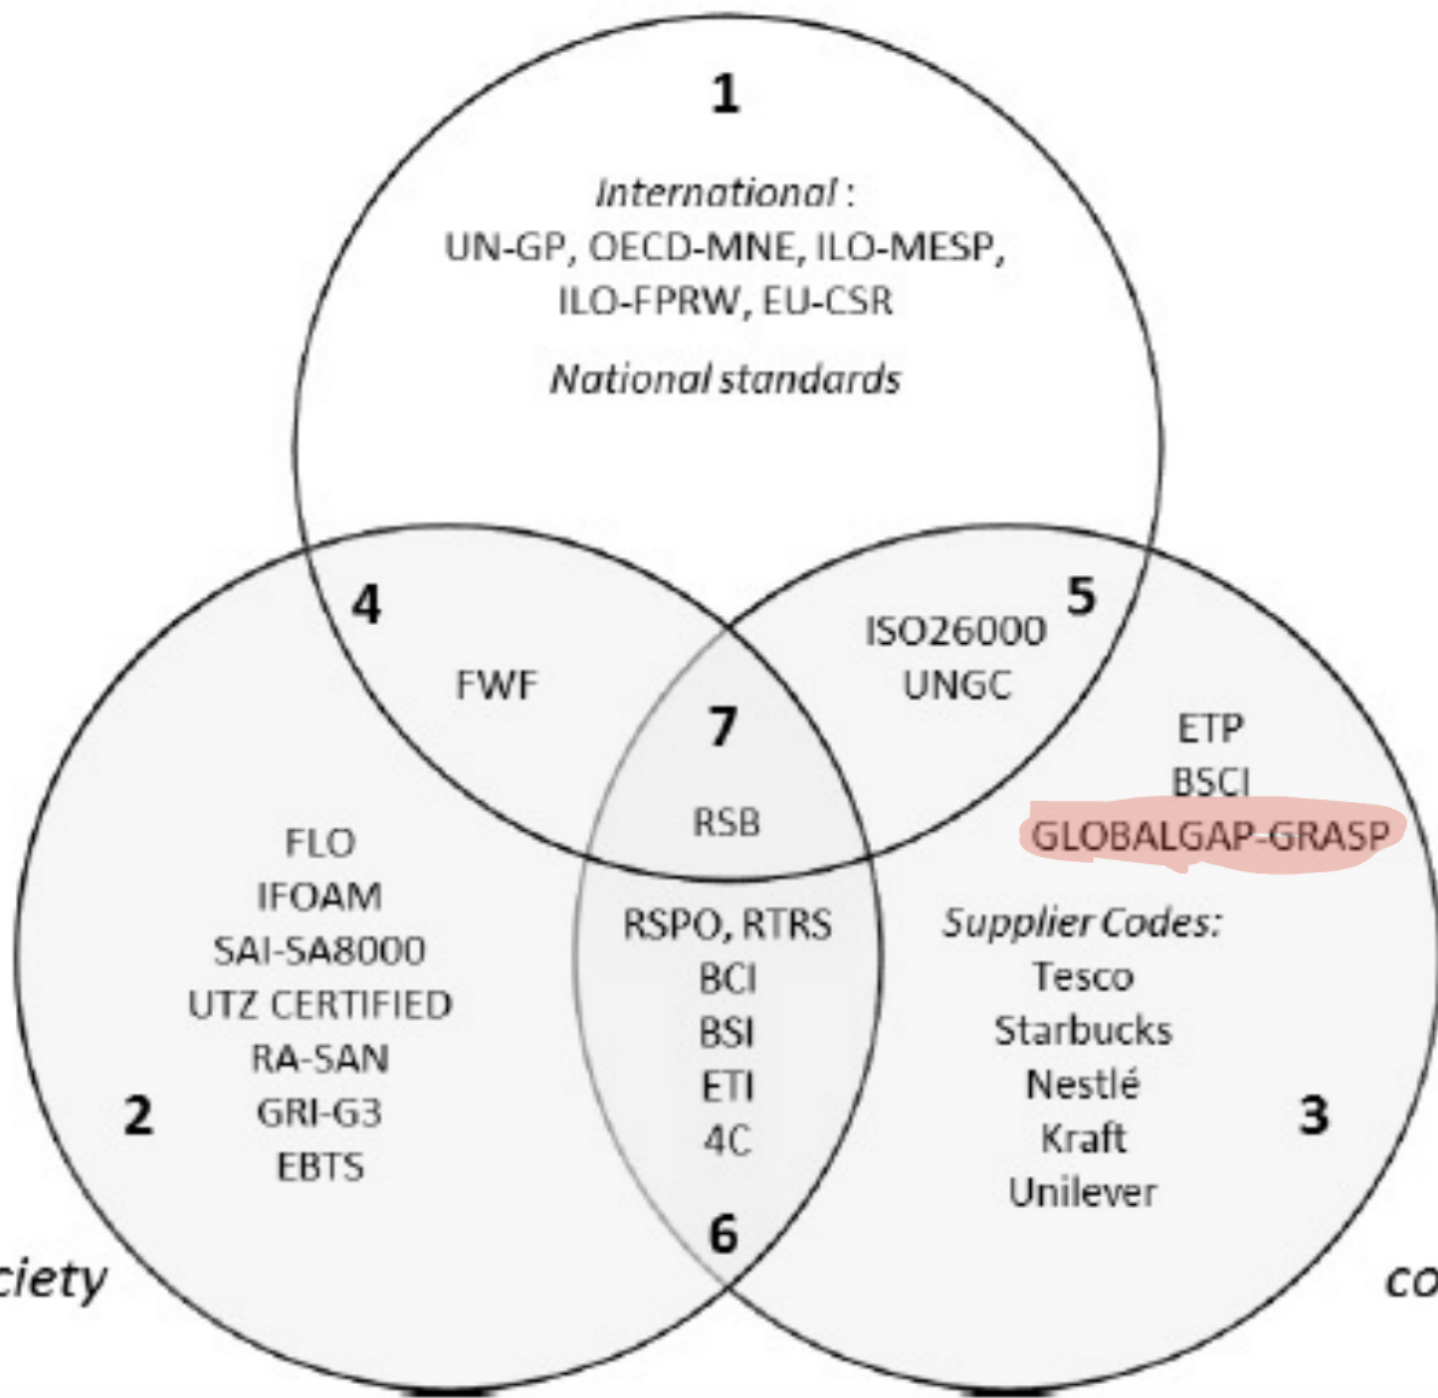 1
International :
UN-GP, OECD-MNE, ILO-MESP,
ILO-FPRW, EU-CSR
National standards
4
FWF
5
ISO26000
UNGC
7
RSB
ETP
BSCI
GLOBALGAP-GRASP
FLO
IFOAM
SAI-SA8000
UTZ CERTIFIED
RA-SAN
GRI-G3
EBTS
2
RSPO, RTRS
BCI
BSI
ETI
4C
6
Supplier Codes:
Tesco
Starbucks
Nestlé
Kraft
Unilever
3
ciety
co